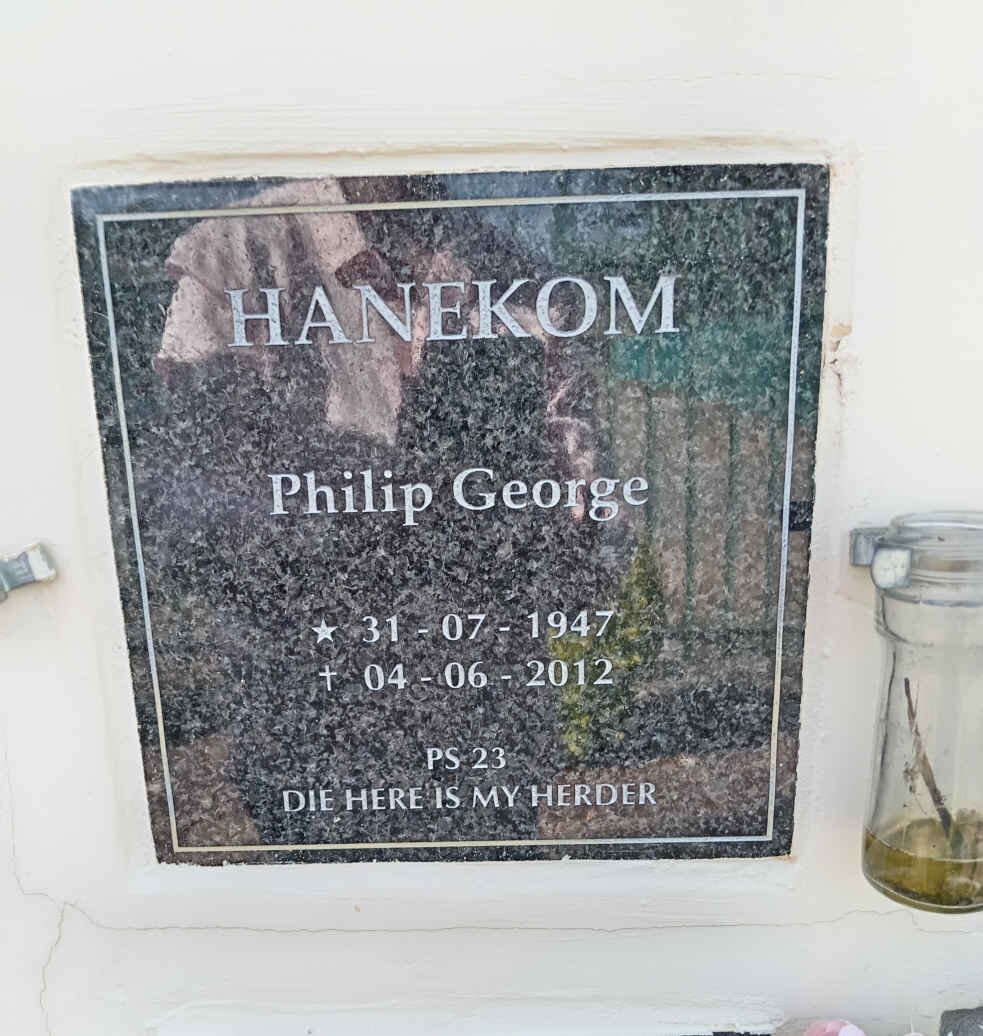 HANEKOM
Philip George
★ 31 - 07 - 1947
† 04 - 06 - 2012
PS 23
DIE HERE IS MY HERDER